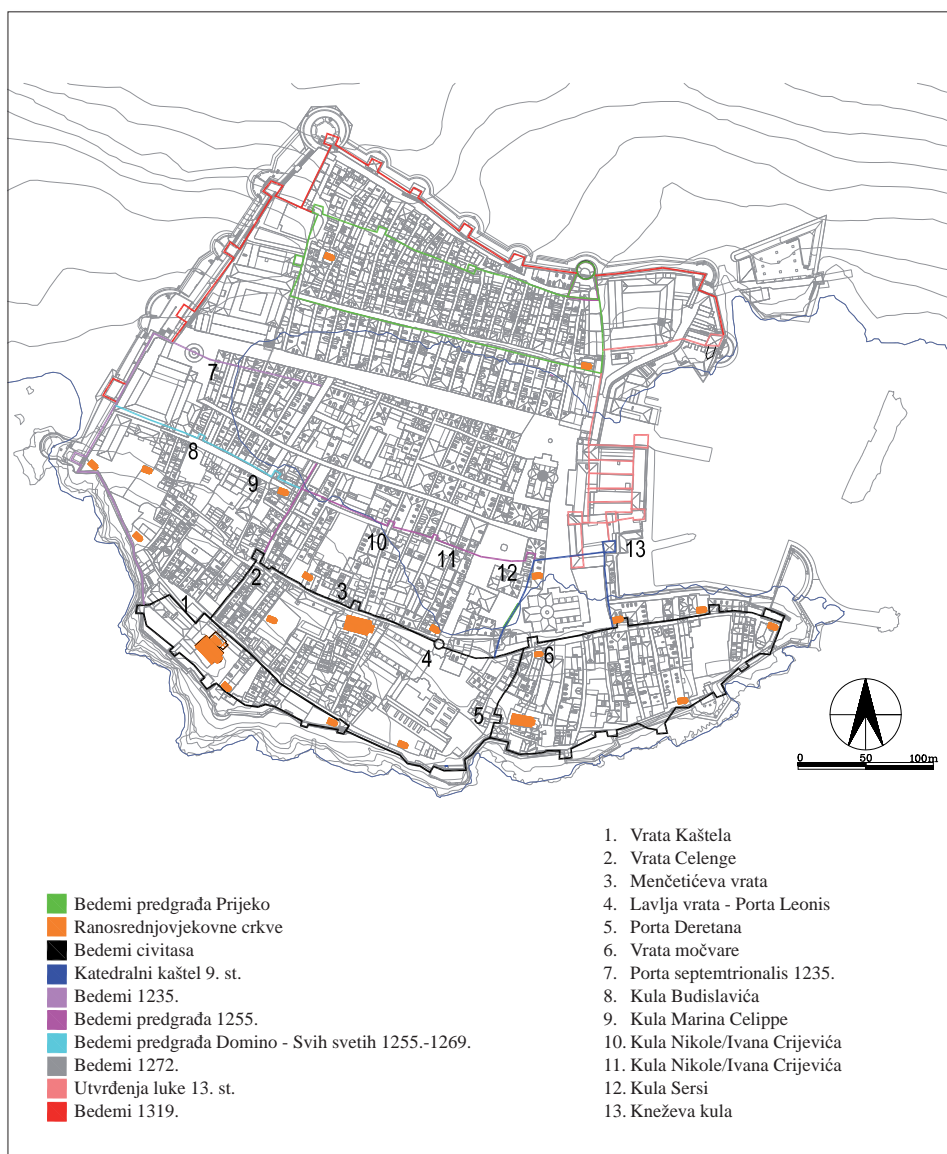 7
8
9
10
11
12
13
2
3
1
4
6
5
0 50 100m
Bedemi predgrađa Prijeko
Ranosrednjovjekovne crkve
Bedemi civitasa
Katedralni kaštel 9. st.
Bedemi 1235.
Bedemi predgrađa 1255.
Bedemi predgrađa Domino - Svih svetih 1255.-1269.
Bedemi 1272.
Utvrđenja luke 13. st.
Bedemi 1319.
1. Vrata Kaštela
2. Vrata Celenge
3. Menčetićeva vrata
4. Lavlja vrata - Porta Leonis
5. Porta Deretana
6. Vrata močvare
7. Porta septemtrionalis 1235.
8. Kula Budislavića
9. Kula Marina Celippe
10. Kula Nikole/Ivana Crijevića
11. Kula Nikole/Ivana Crijevića
12. Kula Sersi
13. Kneževa kula